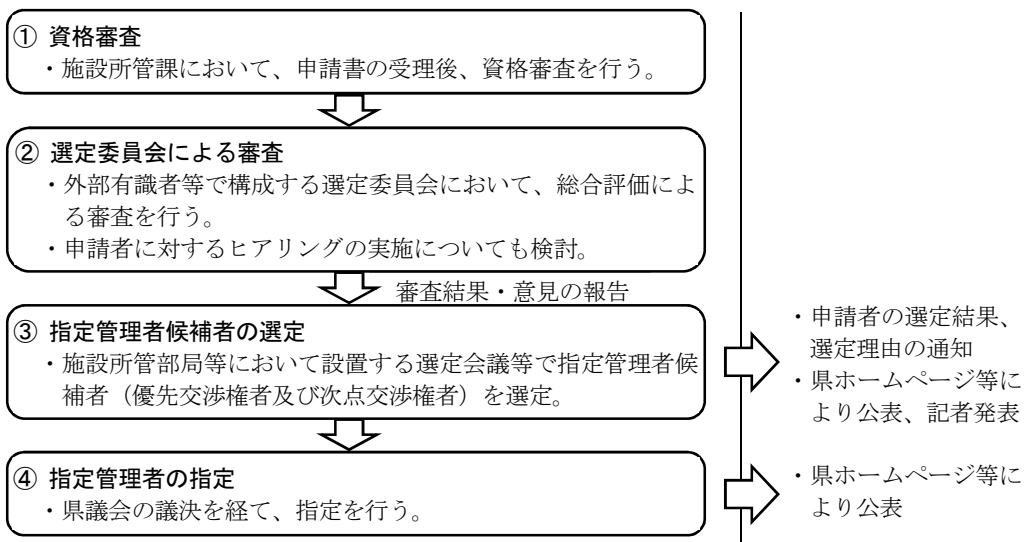 ① 資格審査
・施設所管課において、申請書の受理後、資格審査を行う。
② 選定委員会による審査
・外部有識者等で構成する選定委員会において、総合評価によ
る審査を行う。
・申請者に対するヒアリングの実施についても検討。
審査結果・意見の報告
③ 指定管理者候補者の選定
・施設所管部局等において設置する選定会議等で指定管理者候
補者（優先交渉権者及び次点交渉権者）を選定。
・申請者の選定結果、
選定理由の通知
・県ホームページ等に
より公表、記者発表
④ 指定管理者の指定
・県議会の議決を経て、指定を行う。
・県ホームページ等に
より公表